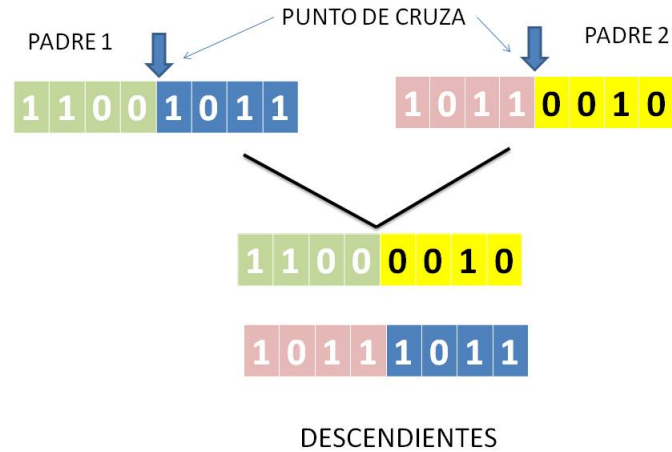 PUNTO DE CRUZA
PADRE 1
PADRE 2
1 1 0 0 1 0 1 1
1 0 1 1 0 0 1 0
1 1 0 0 0 0 1 0
1 0 1 1 1 0 1 1
DESCENDIENTES